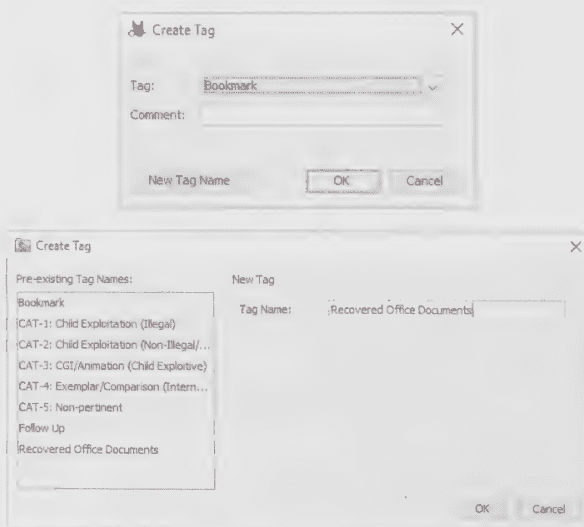 Create Tag
Tag: Bookmark
Comment:
New Tag Name OK Cancel
Create Tag
Pre-existing Tag Names: New Tag
Bookmark
Tag Name: Recovered Office Documents
CAT-1: Child Exploitation (Illegal)
CAT-2: Child Exploitation (Non-Illegal/...
CAT-3: CGI/Animation (Child Exploitive)
CAT-4: Exemplar/Comparison (Intern...
CAT-5: Non-pertinent
Follow Up
Recovered Office Documents
OK Cancel